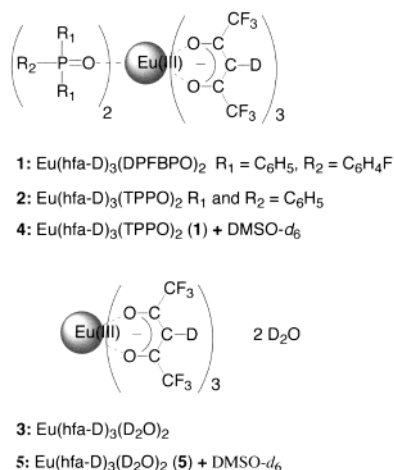 R1
R2—P=O
R1
2
Eu(III)
CF3
O–C
C–D
O–C
CF3
3
1: Eu(hfa-D)3(DPFBPO)2 R1 = C6H5, R2 = C6H4F
2: Eu(hfa-D)3(TPPO)2 R1 and R2 = C6H5
4: Eu(hfa-D)3(TPPO)2 (1) + DMSO-d6
Eu(III)
CF3
O–C
C–D
O–C
CF3
3
2 D2O
3: Eu(hfa-D)3(D2O)2
5: Eu(hfa-D)3(D2O)2 (5) + DMSO-d6